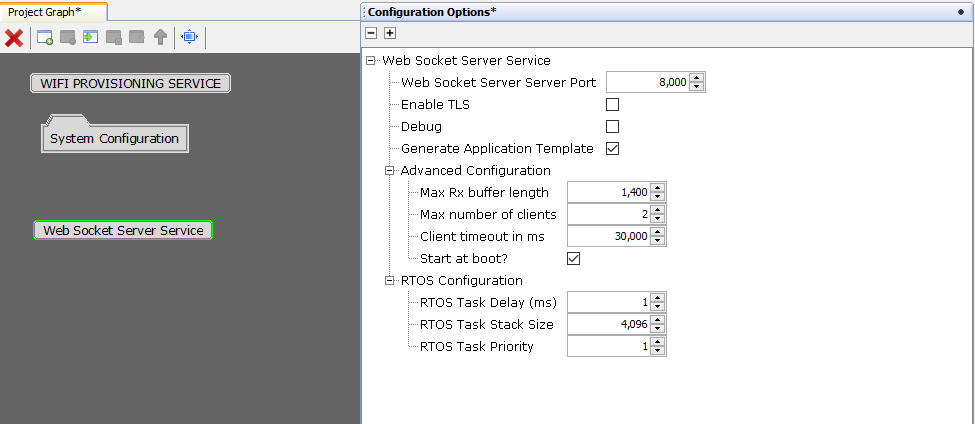 Project Graph*
WIFI PROVISIONING SERVICE
System Configuration
Web Socket Server Service
Configuration Options*
Web Socket Server Service
Web Socket Server Server Port 8,000
Enable TLS
Debug
Generate Application Template
Advanced Configuration
Max Rx buffer length 1,400
Max number of clients 2
Client timeout in ms 30,000
Start at boot?
RTOS Configuration
RTOS Task Delay (ms) 1
RTOS Task Stack Size 4,096
RTOS Task Priority 1